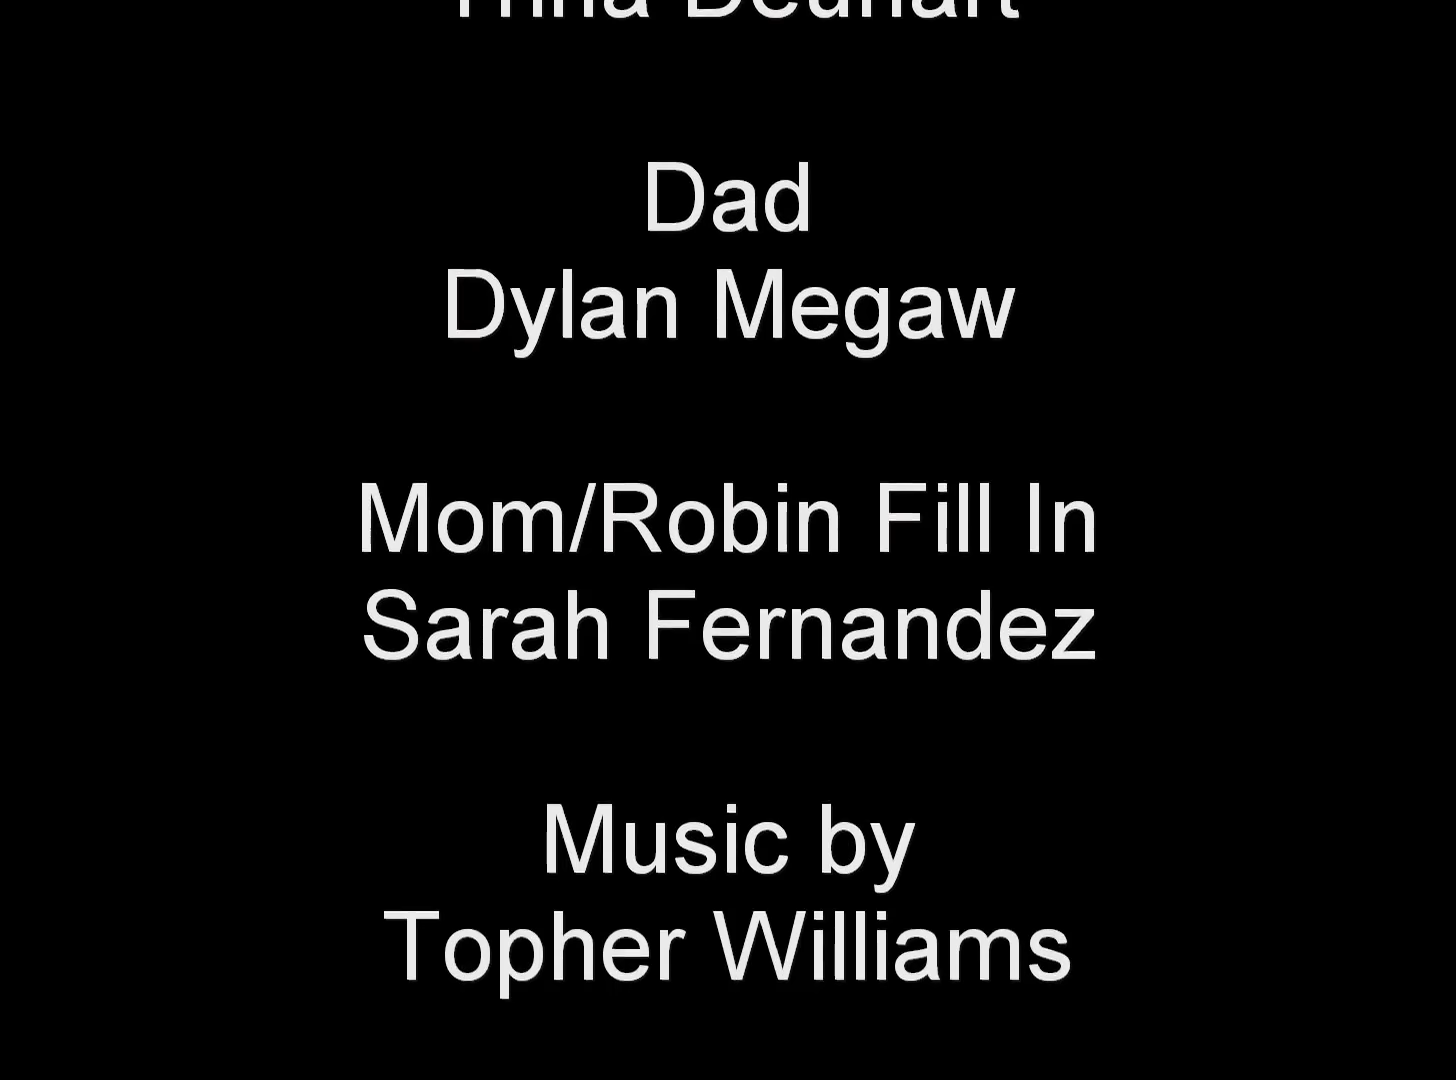 Dad
Dylan Megaw
Mom/Robin Fill In
Sarah Fernandez
Music by
Topher Williams